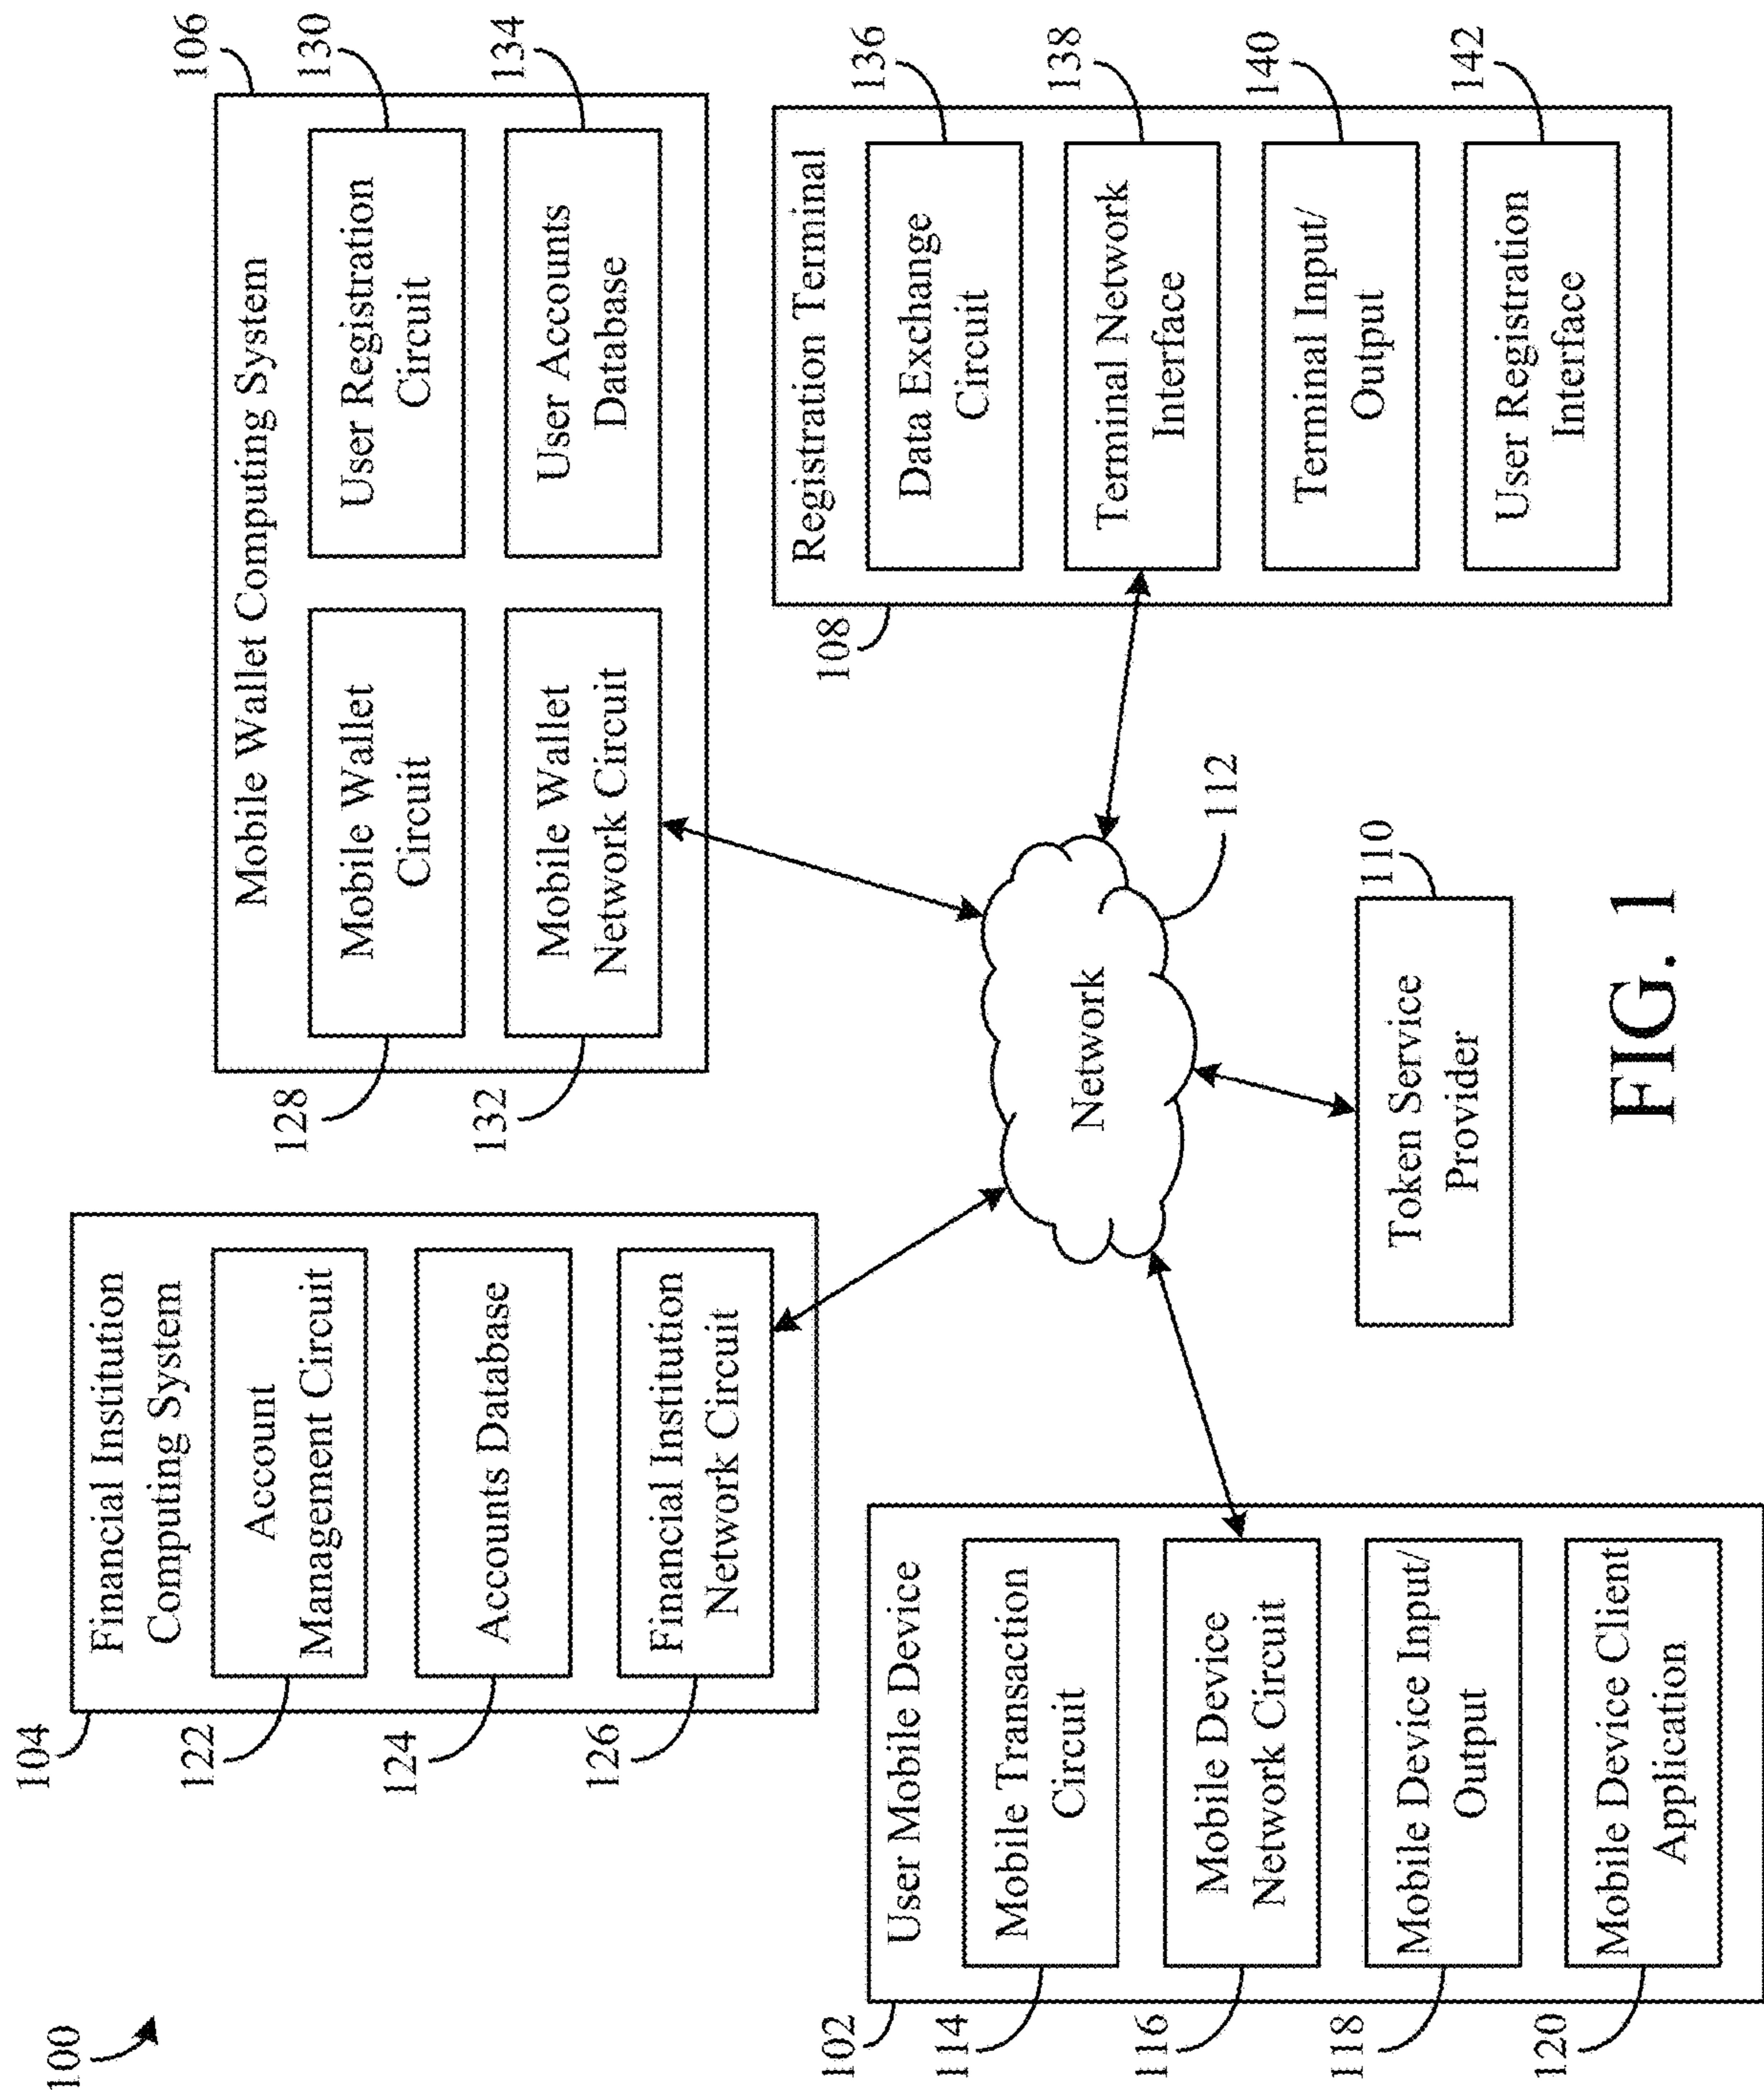 100
104
Financial Institution
Computing System
122
Account
Management Circuit
124
Accounts Database
126
Financial Institution
Network Circuit
106
Mobile Wallet Computing System
128
Mobile Wallet
Circuit
130
User Registration
Circuit
132
Mobile Wallet
Network Circuit
134
User Accounts
Database
102
User Mobile Device
114
Mobile Transaction
Circuit
116
Mobile Device
Network Circuit
118
Mobile Device Input/
Output
120
Mobile Device Client
Application
Network
112
110
Token Service
Provider
108
Registration Terminal
136
Data Exchange
Circuit
138
Terminal Network
Interface
140
Terminal Input/
Output
142
User Registration
Interface
FIG. 1